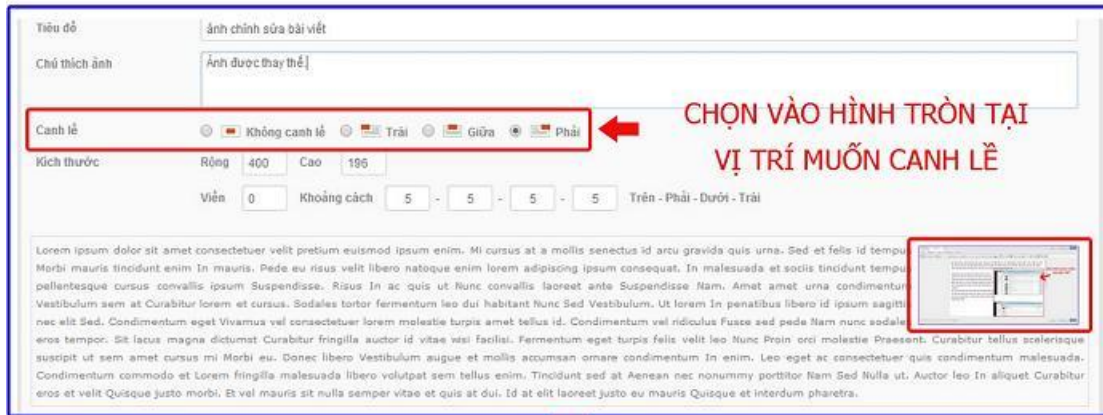 Tiêu đề ảnh chỉnh sửa bài viết
Chú thích ảnh Ảnh được thay thế.
CHỌN VÀO HÌNH TRÒN TẠI
Canh lề Không canh lề Trái Giữa Phải
VỊ TRÍ MUỐN CANH LỀ
Kích thước Rộng 400 Cao 196
Viền 0 Khoảng cách 5 - 5 - 5 - 5 Trên - Phải - Dưới - Trái
Lorem ipsum dolor sit amet consectetuer velit pretium euismod ipsum enim. Mi cursus at a mollis senectus id arcu gravida quis urna. Sed et felis id tempu
Morbi mauris tincidunt enim In mauris. Pede eu risus velit libero natoque enim lorem adipiscing ipsum consequat. In malesuada et sociis tincidunt tempu
pellentesque cursus convallis ipsum Suspendisse. Risus In ac quis ut Nunc convallis laoreet ante Suspendisse Nam. Amet amet urna condimentum
Vestibulum sem at Curabitur lorem et cursus. Sodales tortor fermentum leo dui habitant Nunc Sed Vestibulum. Ut lorem In penatibus libero id ipsum sagitti
nec elit Sed. Condimentum eget Vivamus vel consectetuer lorem molestie turpis amet tellus id. Condimentum vel ridiculus Fusce sed pede Nam nunc sodale
eros tempor. Sit lacus magna dictumst Curabitur fringilla auctor id vitae wisi facilisi. Fermentum eget turpis felis velit leo Nunc Proin orci molestie Praesent. Curabitur tellus scelerisque
suscipit ut sem amet cursus mi Morbi eu. Donec libero Vestibulum augue et mollis accumsan ornare condimentum In enim. Leo eget ac consectetuer quis condimentum malesuada.
Condimentum commodo et Lorem fringilla malesuada libero volutpat sem tellus enim. Tincidunt sed at Aenean nec nonummy porttitor Nam Sed Nulla ut. Auctor leo In aliquet Curabitur
eros et velit Quisque justo morbi. Et vel mauris sit nulla semper vitae et quis at dui. Id at elit laoreet justo eu mauris Quisque et interdum pharetra.